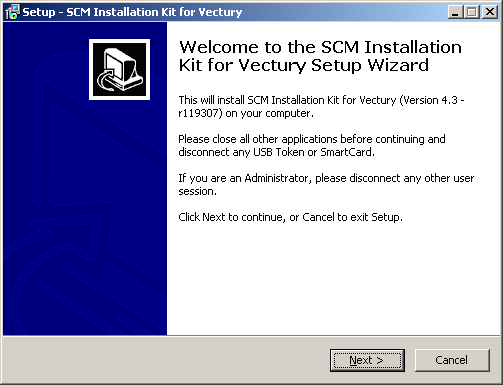 Setup - SCM Installation Kit for Vectury
Welcome to the SCM Installation
Kit for Vectury Setup Wizard
This will install SCM Installation Kit for Vectury (Version 4.3 -
r119307) on your computer.
Please close all other applications before continuing and
disconnect any USB Token or SmartCard.
If you are an Administrator, please disconnect any other user
session.
Click Next to continue, or Cancel to exit Setup.
Next >
Cancel